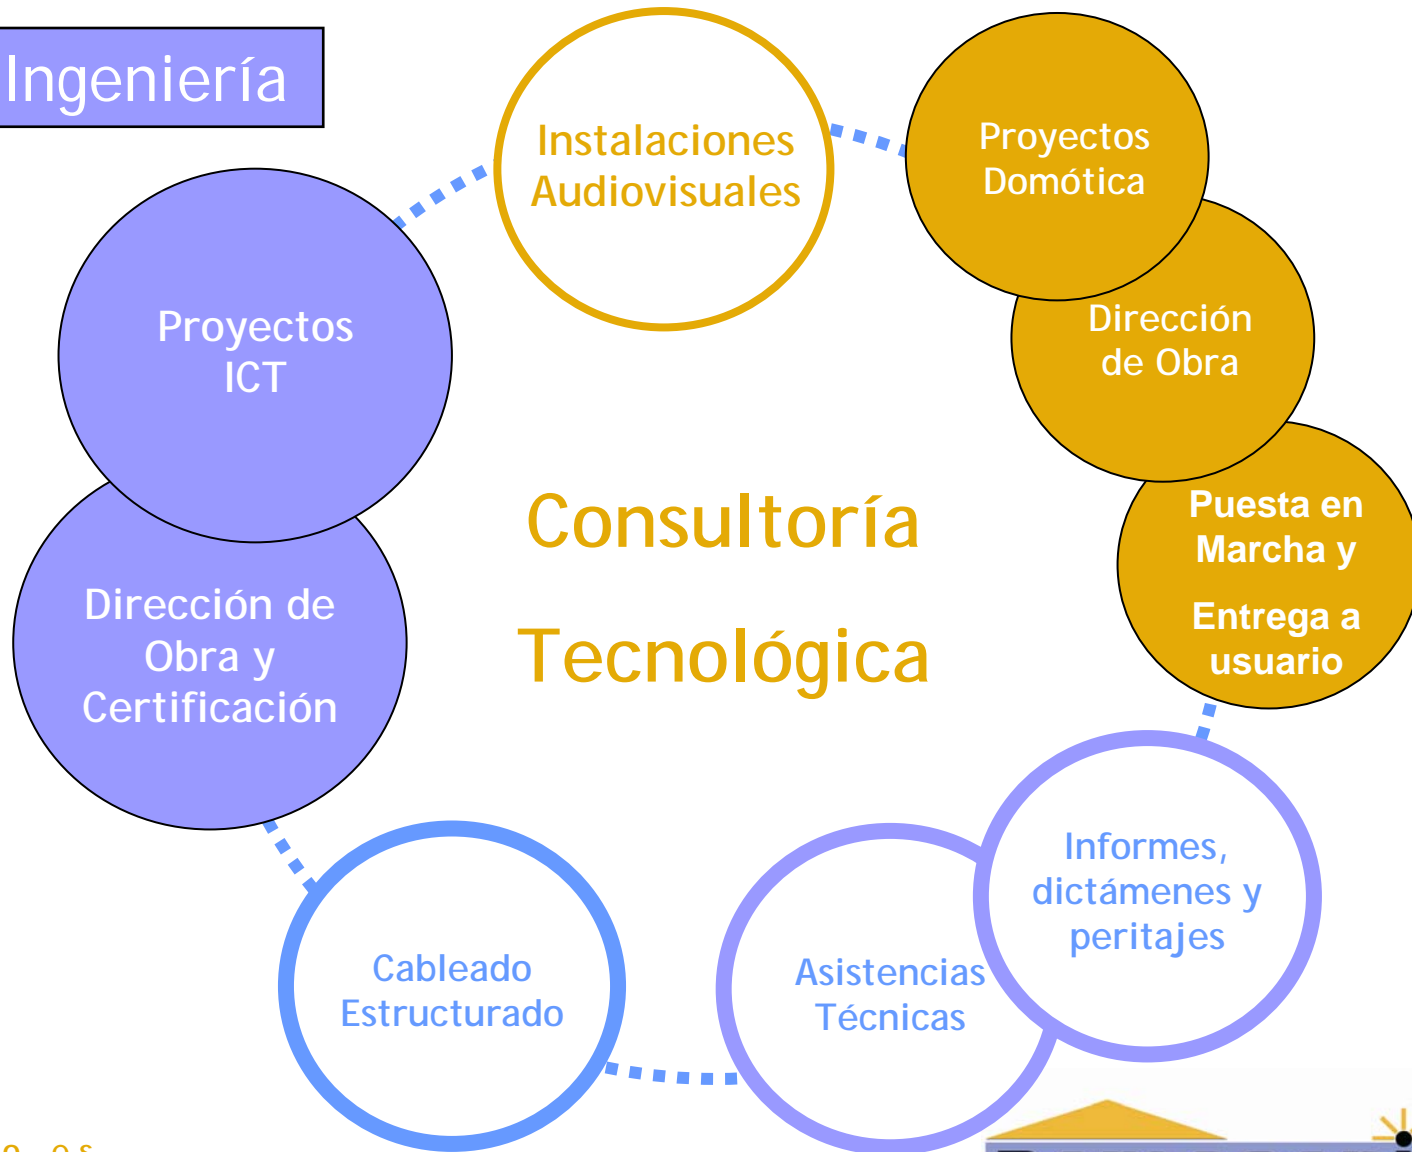 Ingeniería
Instalaciones
Audiovisuales
Proyectos
Domótica
Dirección
de Obra
Puesta en
Marcha y
Entrega a
usuario
Proyectos
ICT
Dirección de
Obra y
Certificación
Consultoría
Tecnológica
Informes,
dictámenes y
peritajes
Asistencias
Técnicas
Cableado
Estructurado